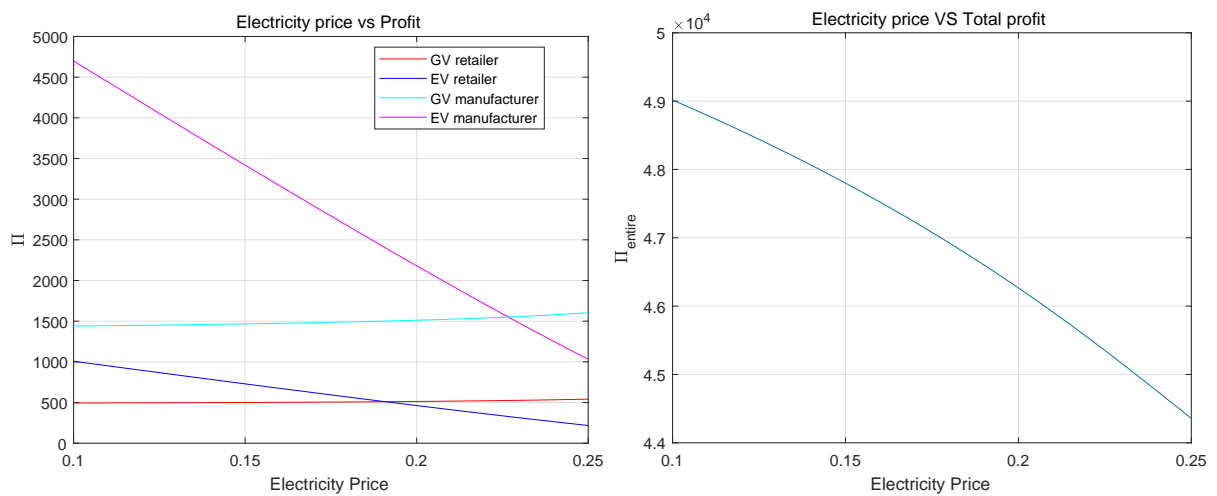 Electricity price vs Profit
5000
4500
4000
3500
3000
2500
2000
1500
1000
500
0
Π
GV retailer
EV retailer
GV manufacturer
EV manufacturer
0.1 0.15 0.2 0.25
Electricity Price
Electricity price VS Total profit
×10⁴
5
4.9
4.8
4.7
4.6
4.5
4.4
Π_entire
0.1 0.15 0.2 0.25
Electricity Price